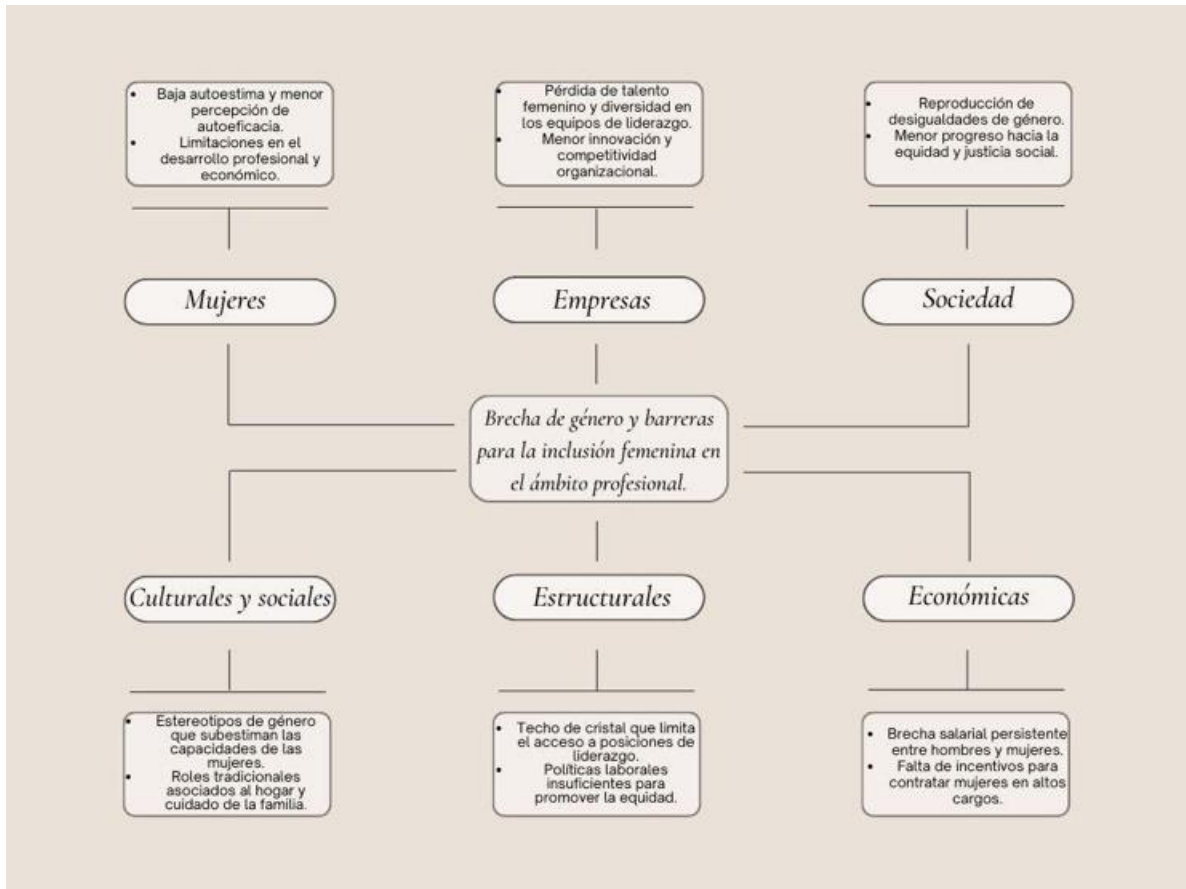 • Baja autoestima y menor
percepción de
autoeficacia.
• Limitaciones en el
desarrollo profesional y
económico.
• Pérdida de talento
femenino y diversidad en
los equipos de liderazgo.
• Menor innovación y
competitividad
organizacional.
• Reproducción de
desigualdades de género.
• Menor progreso hacia la
equidad y justicia social.
Mujeres
Empresas
Sociedad
Brecha de género y barreras
para la inclusión femenina en
el ámbito profesional.
Culturales y sociales
Estructurales
Económicas
• Estereotipos de género
que subestiman las
capacidades de las
mujeres.
• Roles tradicionales
asociados al hogar y
cuidado de la familia.
• Techo de cristal que limita
el acceso a posiciones de
liderazgo.
• Políticas laborales
insuficientes para
promover la equidad.
• Brecha salarial persistente
entre hombres y mujeres.
• Falta de incentivos para
contratar mujeres en altos
cargos.